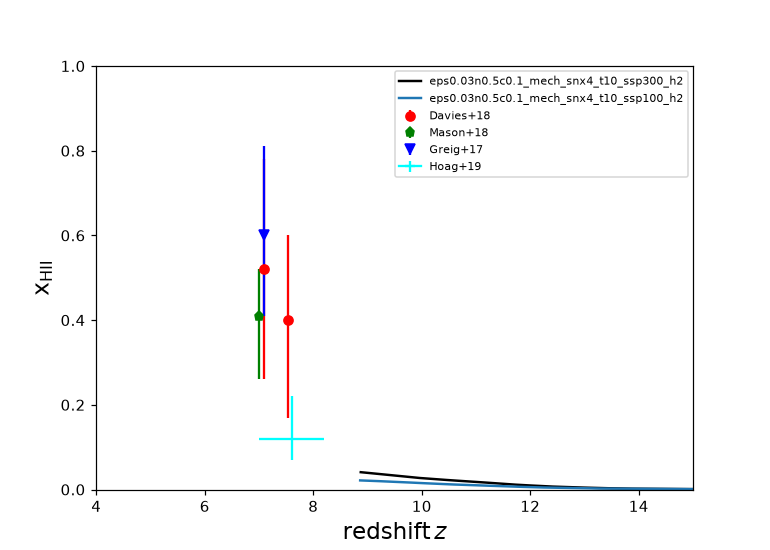 1.0
0.8
0.6
0.4
0.2
0.0
xHII
eps0.03n0.5c0.1_mech_snx4_t10_ssp300_h2
eps0.03n0.5c0.1_mech_snx4_t10_ssp100_h2
Davies+18
Mason+18
Greig+17
Hoag+19
4 6 8 10 12 14
redshift z